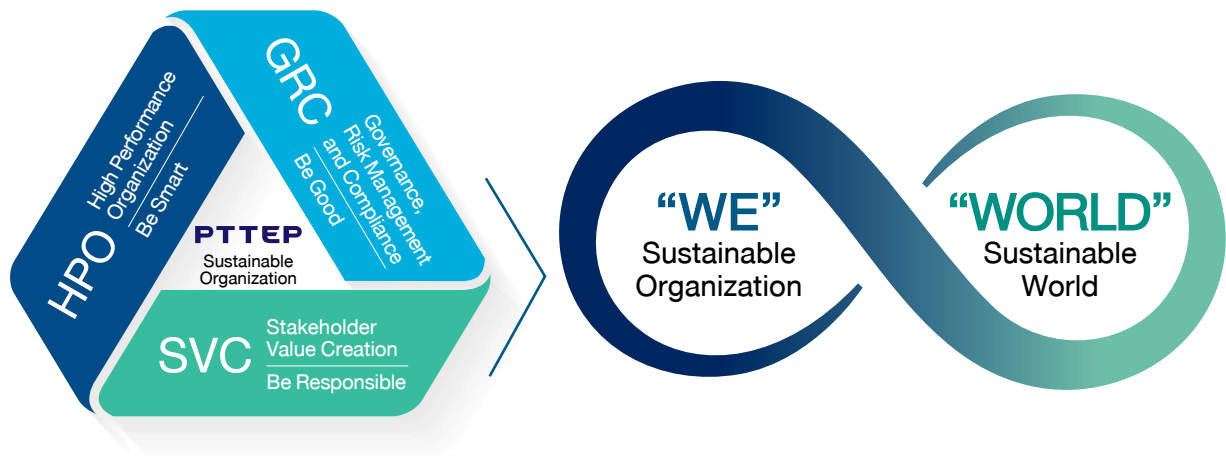 HPO
High Performance
Organization
Be Smart
GRC
Governance,
Risk Management
and Compliance
Be Good
PTTEP
Sustainable
Organization
SVC
Stakeholder
Value Creation
Be Responsible
“WE”
Sustainable
Organization
“WORLD”
Sustainable
World